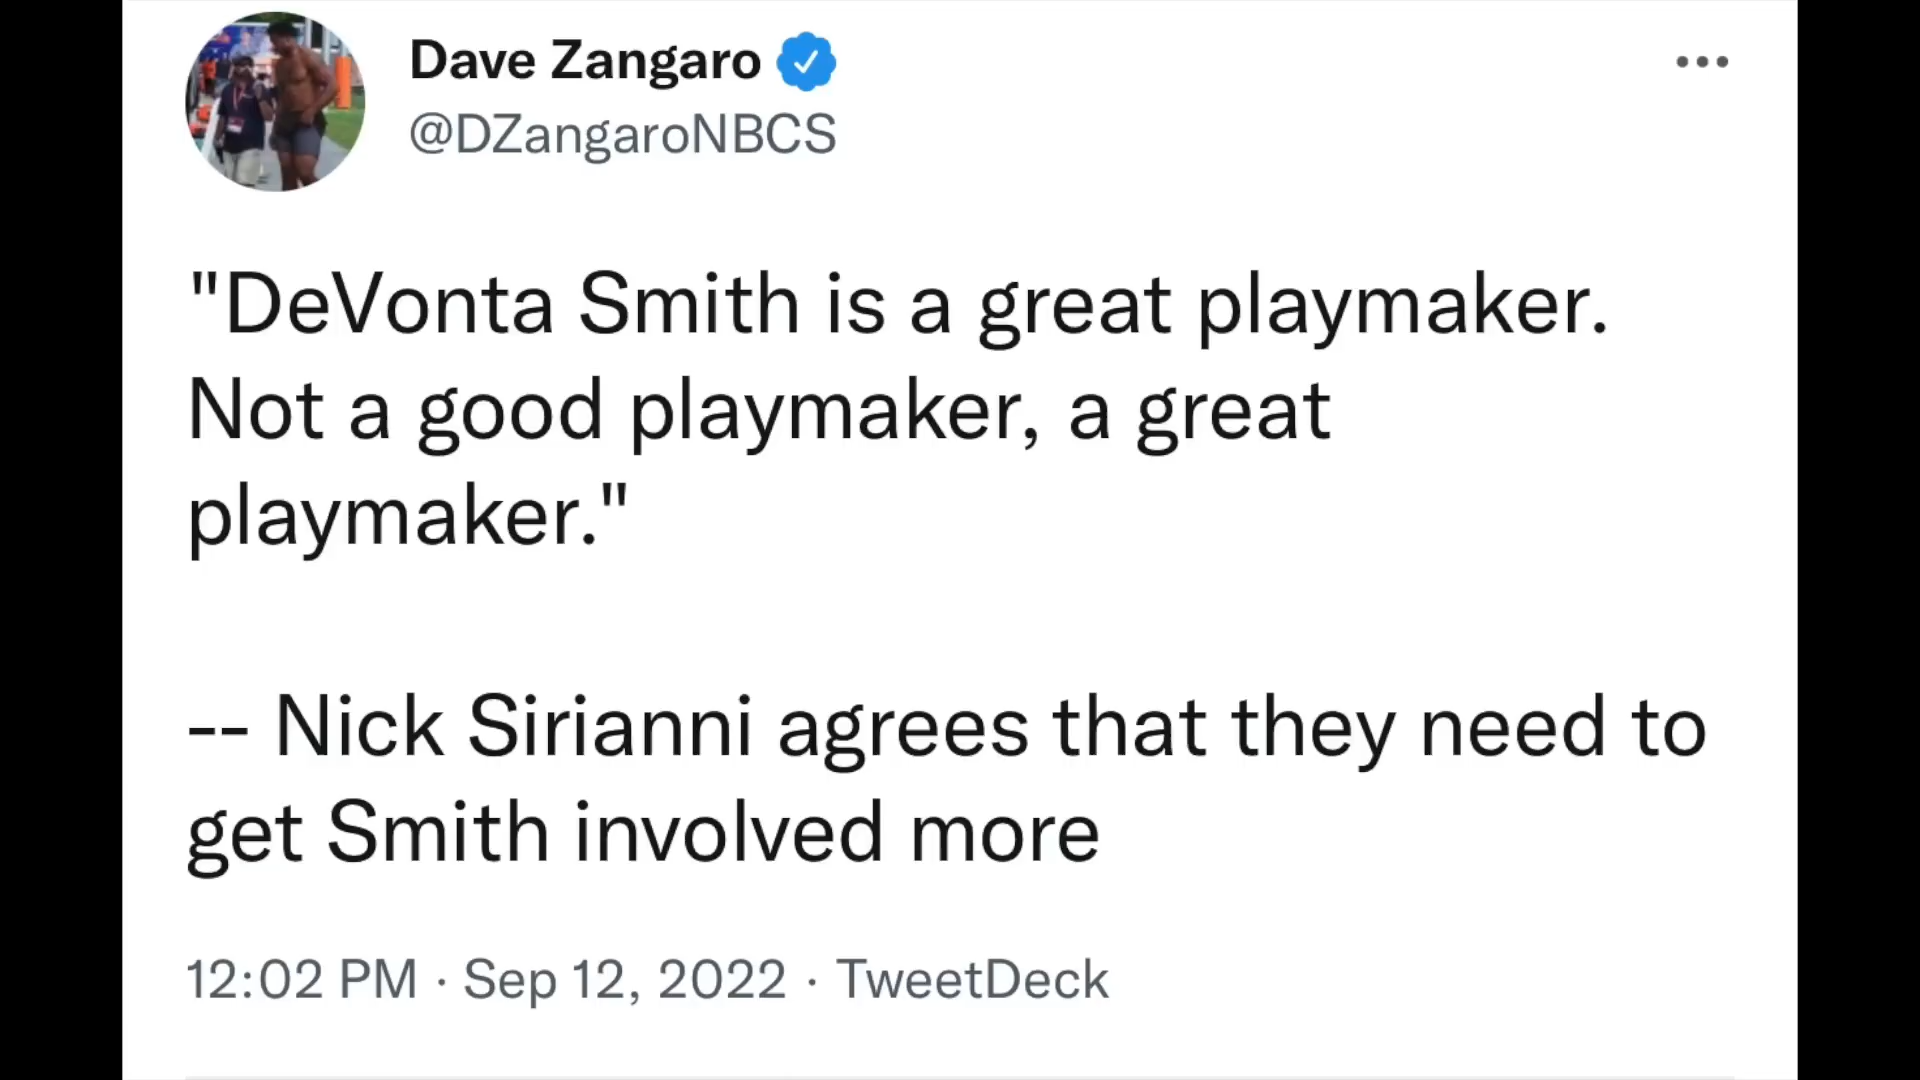 Dave Zangaro
@DZangaroNBCS
"DeVonta Smith is a great playmaker.
Not a good playmaker, a great
playmaker."
-- Nick Sirianni agrees that they need to
get Smith involved more
12:02 PM · Sep 12, 2022 · TweetDeck